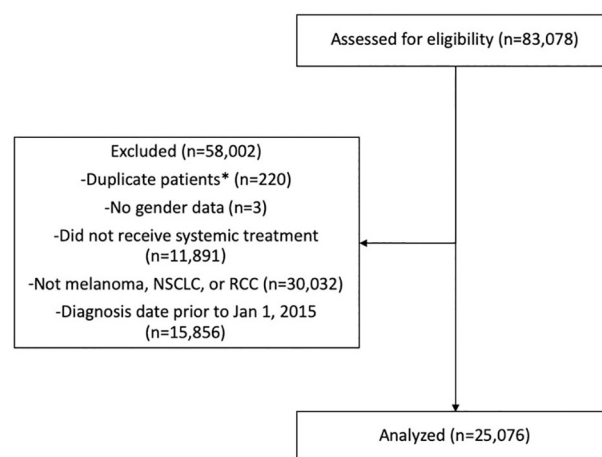 Assessed for eligibility (n=83,078)
Excluded (n=58,002)
-Duplicate patients* (n=220)
-No gender data (n=3)
-Did not receive systemic treatment
(n=11,891)
-Not melanoma, NSCLC, or RCC (n=30,032)
-Diagnosis date prior to Jan 1, 2015
(n=15,856)
Analyzed (n=25,076)